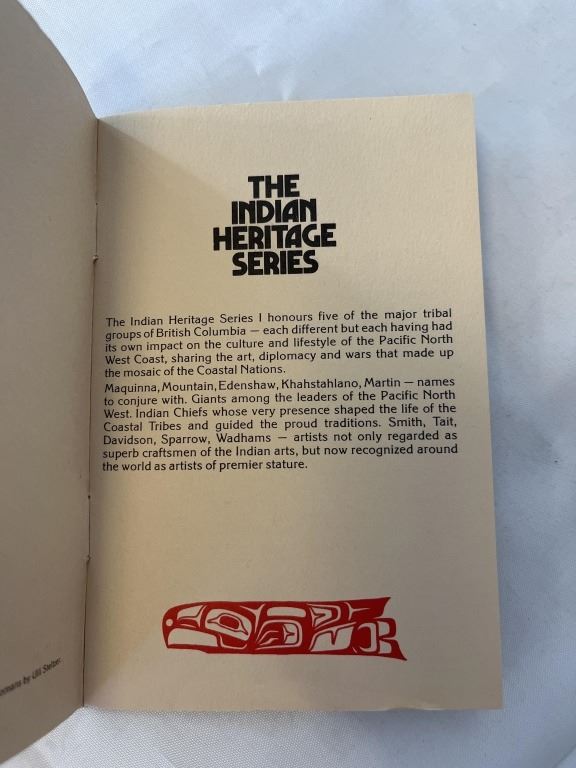 THE
INDIAN
HERITAGE
SERIES
The Indian Heritage Series I honours five of the major tribal
groups of British Columbia — each different but each having had
its own impact on the culture and lifestyle of the Pacific North
West Coast, sharing the art, diplomacy and wars that made up
the mosaic of the Coastal Nations.
Maquinna, Mountain, Edenshaw, Khahstahlano, Martin — names
to conjure with. Giants among the leaders of the Pacific North
West. Indian Chiefs whose very presence shaped the life of the
Coastal Tribes and guided the proud traditions. Smith, Tait,
Davidson, Sparrow, Wadhams — artists not only regarded as
superb craftsmen of the Indian arts, but now recognized around
the world as artists of premier stature.
by Ulli Steltzer.